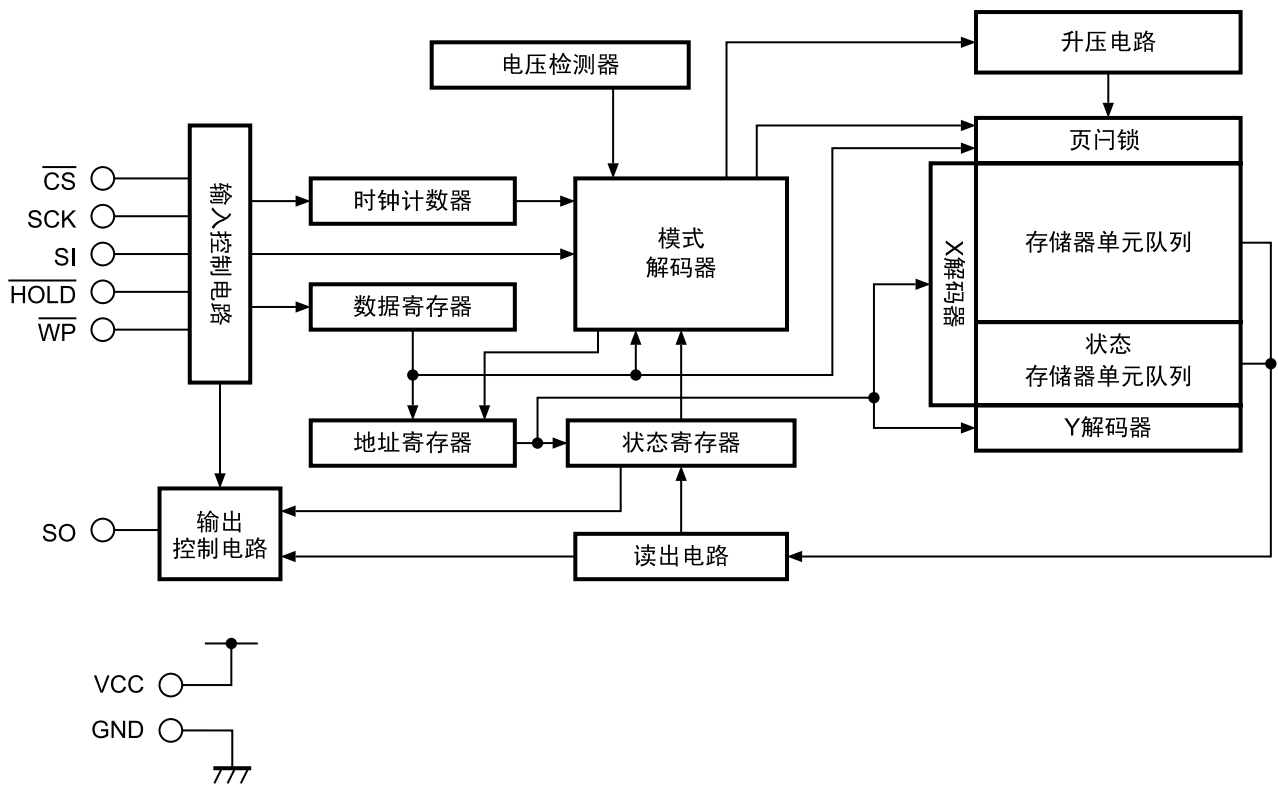 升压电路
电压检测器
页闩锁
CS
SCK
SI
HOLD
WP
输入控制电路
时钟计数器
数据寄存器
模式
解码器
X解码器
存储器单元队列
状态
存储器单元队列
Y解码器
地址寄存器
状态寄存器
SO
输出
控制电路
读出电路
VCC
GND